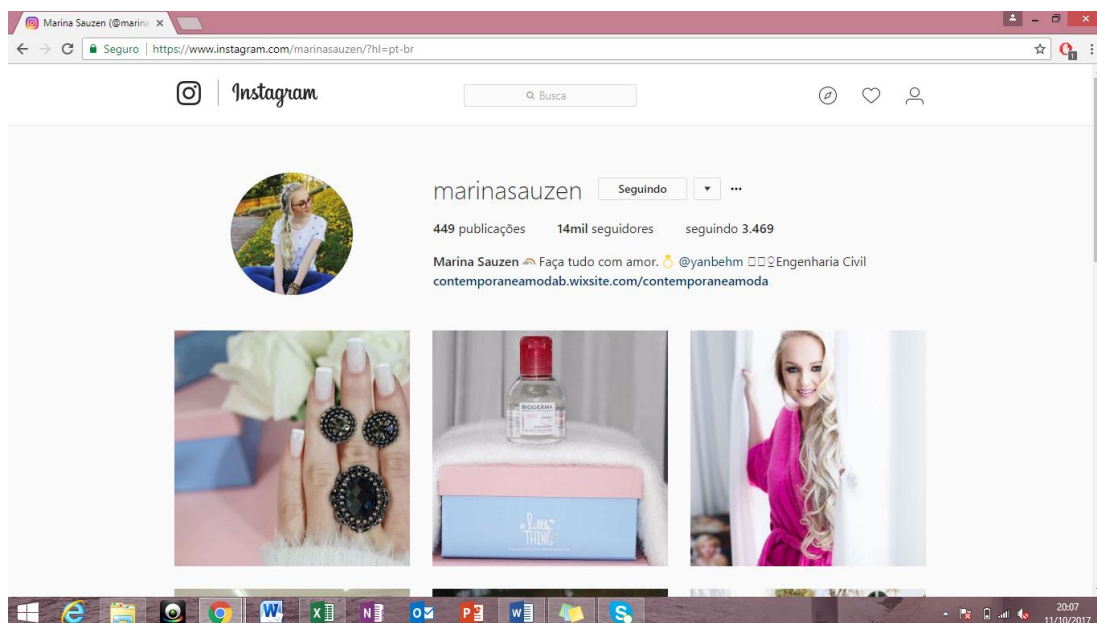 Marina Sauzen (@marina
Seguro | https://www.instagram.com/marinasauzen/?hl=pt-br
Instagram
Busca
marinasauzen Seguindo
449 publicações 14mil seguidores seguindo 3.469
Marina Sauzen Faça tudo com amor. @yanbehm Engenharia Civil
contemporaneamodab.wixsite.com/contemporaneamoda
BIODERMA
THING
20:07
11/10/2017